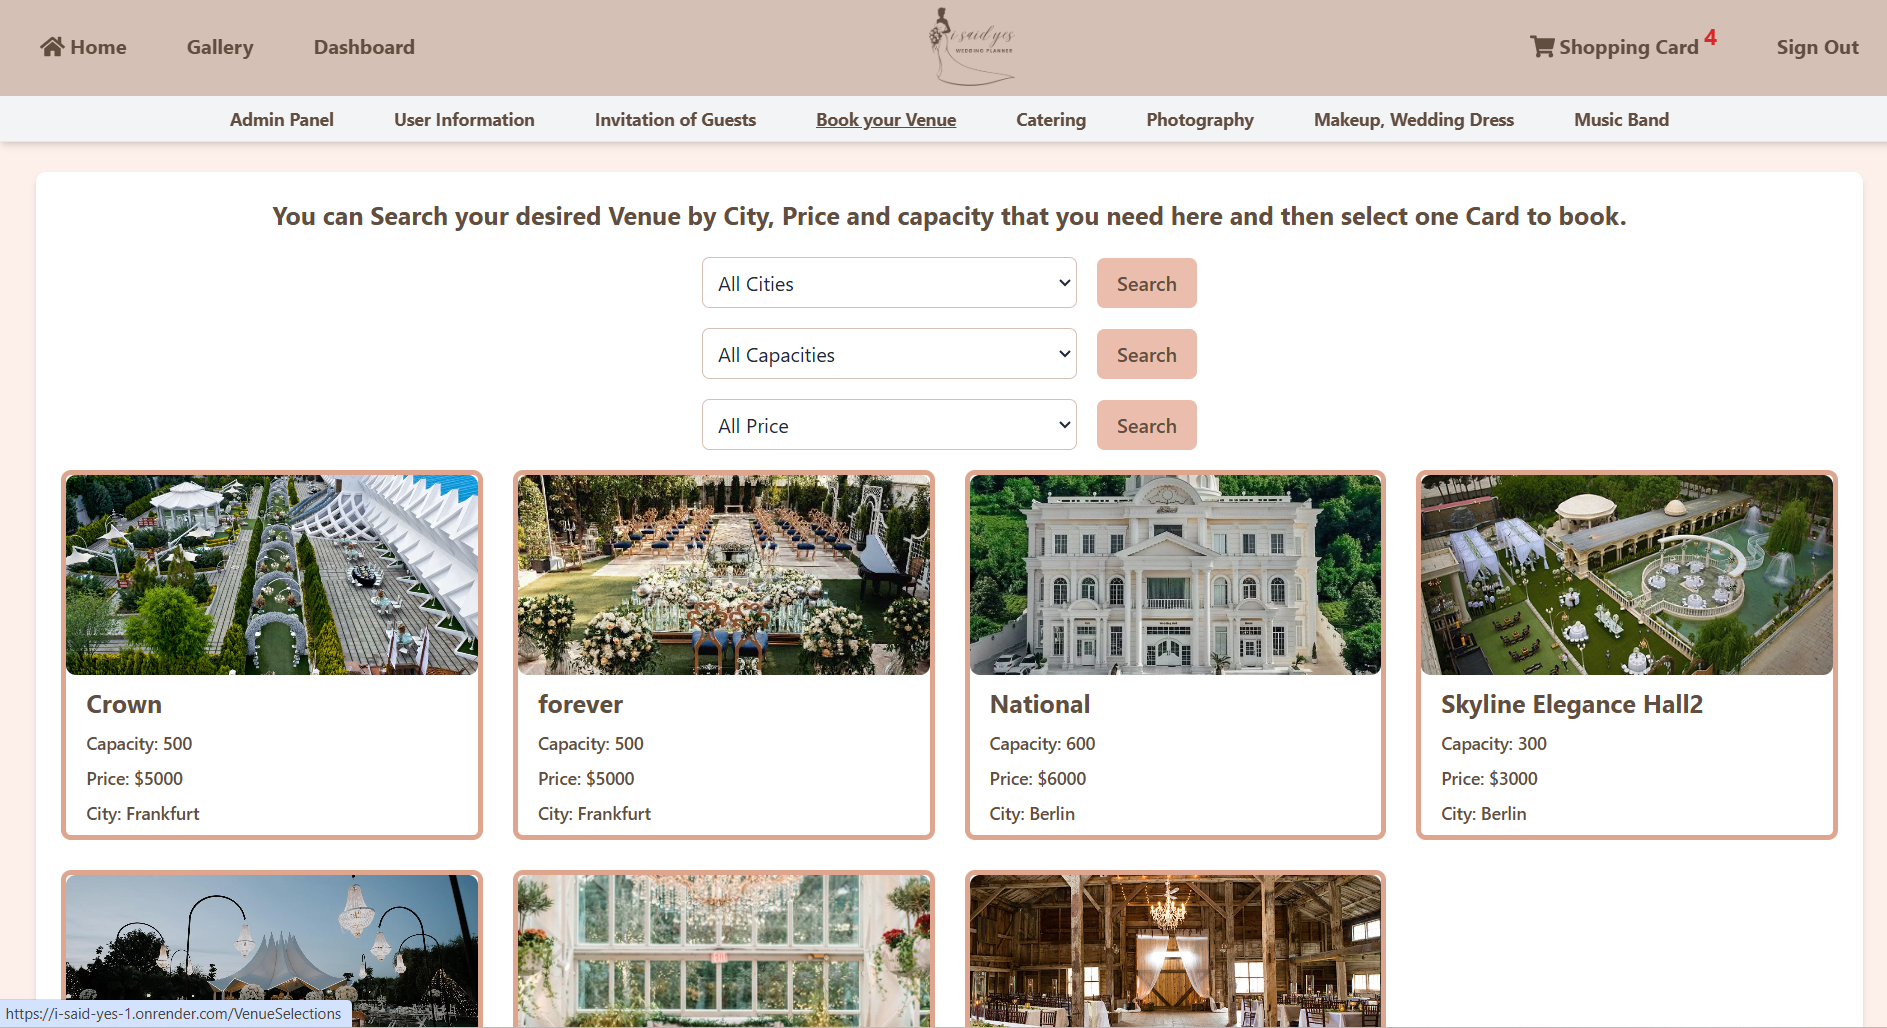 Home
Gallery
Dashboard
i said yes
WEDDING PLANNER
Shopping Card 4
Sign Out
Admin Panel
User Information
Invitation of Guests
Book your Venue
Catering
Photography
Makeup, Wedding Dress
Music Band
You can Search your desired Venue by City, Price and capacity that you need here and then select one Card to book.
All Cities
Search
All Capacities
Search
All Price
Search
Crown
Capacity: 500
Price: $5000
City: Frankfurt
forever
Capacity: 500
Price: $5000
City: Frankfurt
National
Capacity: 600
Price: $6000
City: Berlin
Skyline Elegance Hall2
Capacity: 300
Price: $3000
City: Berlin
https://i-said-yes-1.onrender.com/VenueSelections